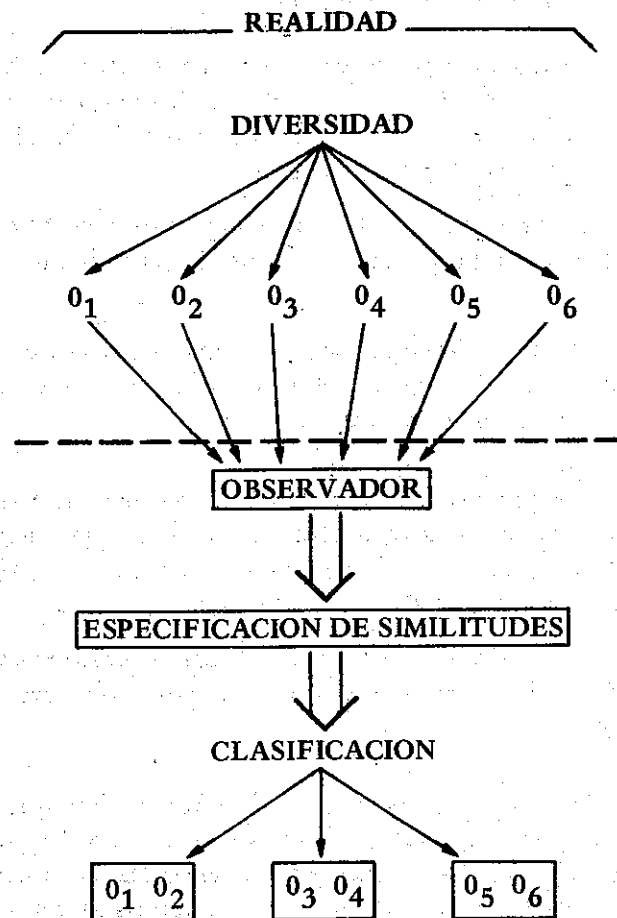 REALIDAD
DIVERSIDAD
0₁ 0₂ 0₃ 0₄ 0₅ 0₆
OBSERVADOR
ESPECIFICACION DE SIMILITUDES
CLASIFICACION
0₁ 0₂ 0₃ 0₄ 0₅ 0₆